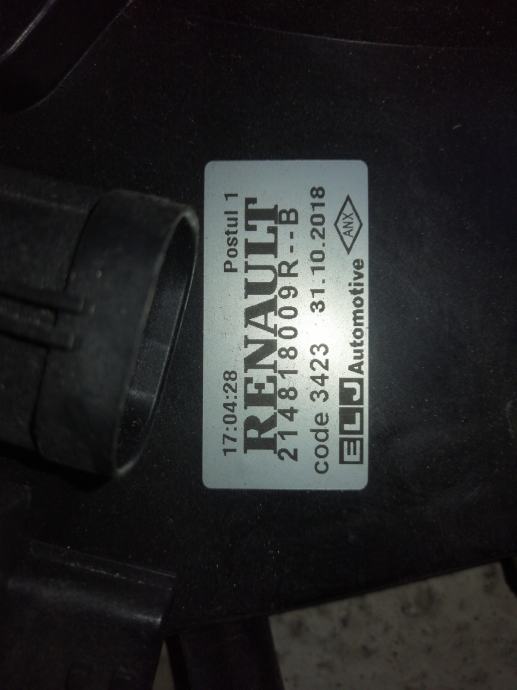 17:04:28 Postul 1
RENAULT
214818009R--B
code 3423 31.10.2018
ELJ Automotive ANX